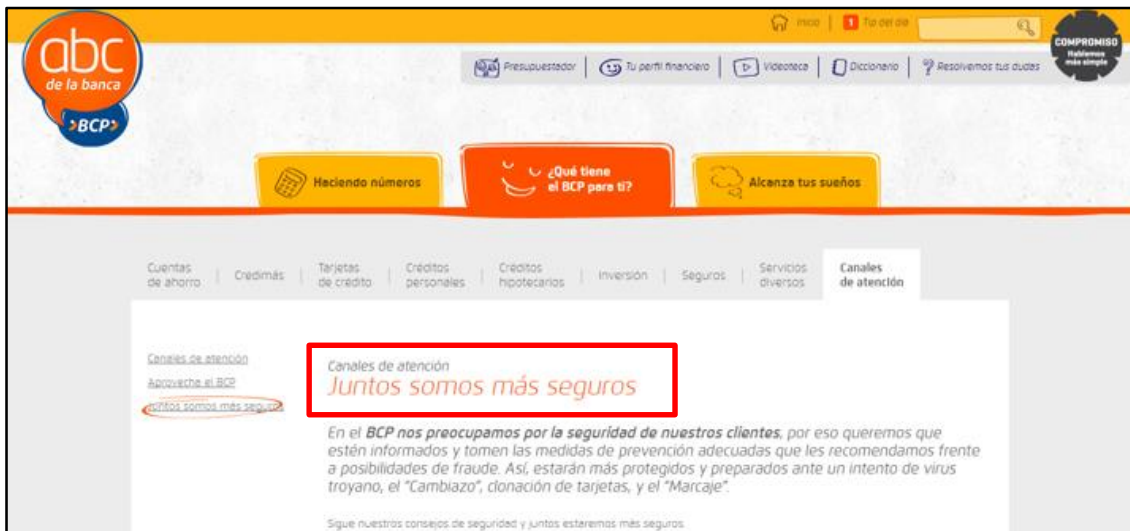 Inicio
1 Tip del día
COMPROMISO
Hablemos
más simple
abc
de la banca
BCP
Presupuestador
Tu perfil financiero
Videoteca
Diccionario
Resolvemos tus dudas
Haciendo números
¿Qué tiene
el BCP para ti?
Alcanza tus sueños
Cuentas
de ahorro
Credimás
Tarjetas
de crédito
Créditos
personales
Créditos
hipotecarios
Inversión
Seguros
Servicios
diversos
Canales
de atención
Canales de atención
Aproveche el BCP
Juntos somos más seguros
Canales de atención
Juntos somos más seguros
En el BCP nos preocupamos por la seguridad de nuestros clientes, por eso queremos que
estén informados y tomen las medidas de prevención adecuadas que les recomendamos frente
a posibilidades de fraude. Así, estarán más protegidos y preparados ante un intento de virus
troyano, el "Cambiazo", clonación de tarjetas, y el "Marcaje".
Sigue nuestros consejos de seguridad y juntos estaremos más seguros